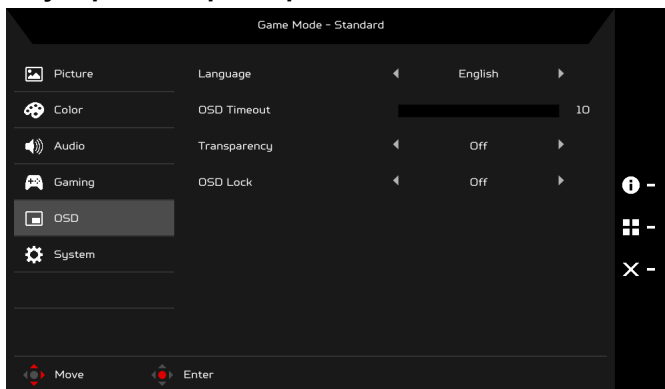 Game Mode - Standard
Picture
Color
Audio
Gaming
OSD
System
Language English
OSD Timeout 10
Transparency Off
OSD Lock Off
Move Enter